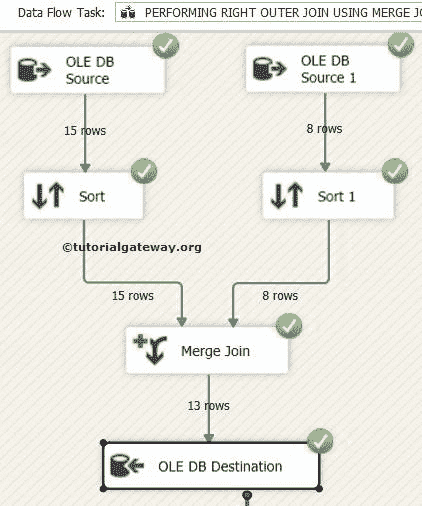 Data Flow Task: PERFORMING RIGHT OUTER JOIN USING MERGE JO
OLE DB
Source
OLE DB
Source 1
15 rows
8 rows
Sort
Sort 1
©tutorialgateway.org
15 rows
8 rows
Merge Join
13 rows
OLE DB Destination